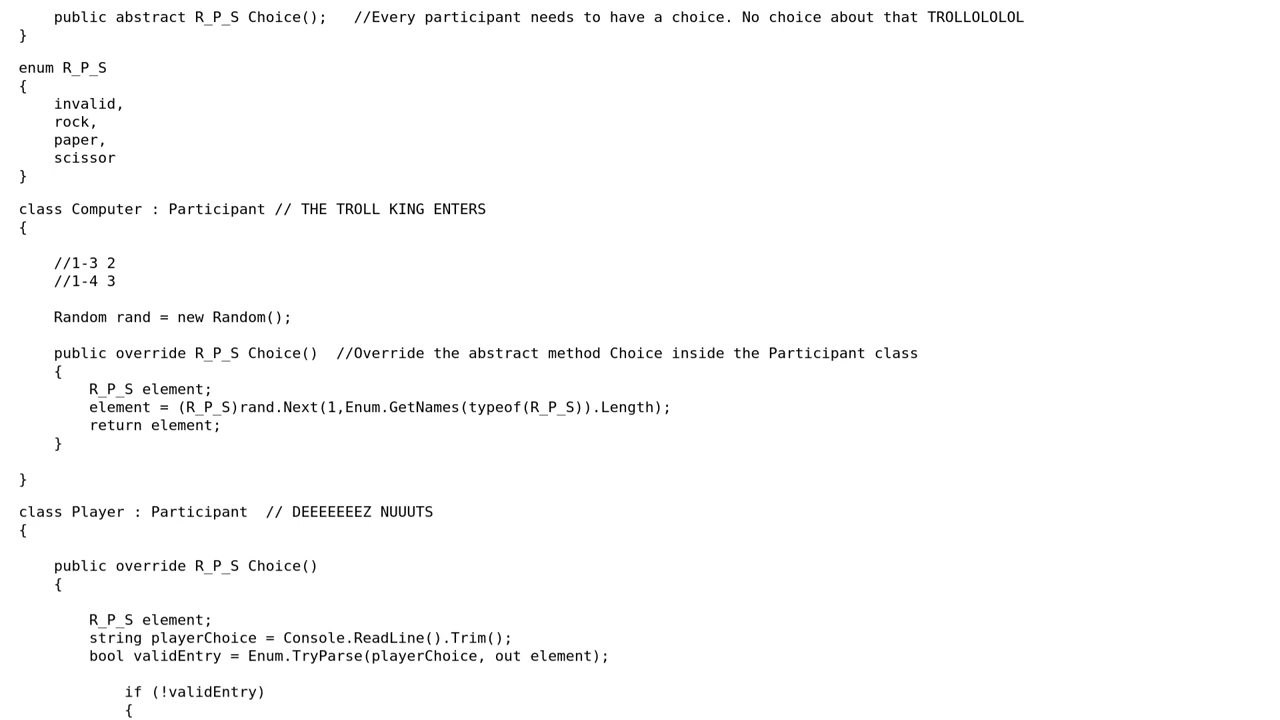 public abstract R_P_S Choice();   //Every participant needs to have a choice. No choice about that TROLLOLOLOL
}
enum R_P_S
{
    invalid,
    rock,
    paper,
    scissor
}
class Computer : Participant // THE TROLL KING ENTERS
{
    //1-3 2
    //1-4 3
    Random rand = new Random();
    public override R_P_S Choice()  //Override the abstract method Choice inside the Participant class
    {
        R_P_S element;
        element = (R_P_S)rand.Next(1,Enum.GetNames(typeof(R_P_S)).Length);
        return element;
    }
}
class Player : Participant  // DEEEEEEEZ NUUUTS
{
    public override R_P_S Choice()
    {
        R_P_S element;
        string playerChoice = Console.ReadLine().Trim();
        bool validEntry = Enum.TryParse(playerChoice, out element);
            if (!validEntry)
            {